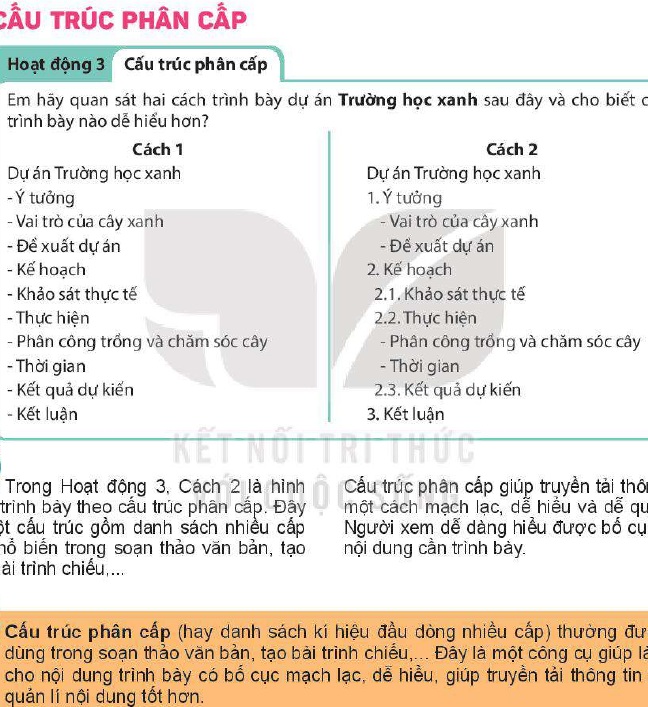 CẤU TRÚC PHÂN CẤP
Hoạt động 3 Cấu trúc phân cấp
Em hãy quan sát hai cách trình bày dự án Trường học xanh sau đây và cho biết c
trình bày nào dễ hiểu hơn?
Cách 1
Dự án Trường học xanh
- Ý tưởng
- Vai trò của cây xanh
- Đề xuất dự án
- Kế hoạch
- Khảo sát thực tế
- Thực hiện
- Phân công trồng và chăm sóc cây
- Thời gian
- Kết quả dự kiến
- Kết luận
Cách 2
Dự án Trường học xanh
1. Ý tưởng
- Vai trò của cây xanh
- Đề xuất dự án
2. Kế hoạch
2.1. Khảo sát thực tế
2.2. Thực hiện
- Phân công trồng và chăm sóc cây
- Thời gian
2.3. Kết quả dự kiến
3. Kết luận
KẾT NỐI TRI THỨC
VỚI CUỘC SỐNG
Trong Hoạt động 3, Cách 2 là hình
trình bày theo cấu trúc phân cấp. Đây
ột cấu trúc gồm danh sách nhiều cấp
hổ biến trong soạn thảo văn bản, tạo
ài trình chiếu,...
Cấu trúc phân cấp giúp truyền tải thôn
một cách mạch lạc, dễ hiểu và dễ qu
Người xem dễ dàng hiểu được bố cụ
nội dung cần trình bày.
Cấu trúc phân cấp (hay danh sách kí hiệu đầu dòng nhiều cấp) thường đư
dùng trong soạn thảo văn bản, tạo bài trình chiếu,... Đây là một công cụ giúp là
cho nội dung trình bày có bố cục mạch lạc, dễ hiểu, giúp truyền tải thông tin
quản lí nội dung tốt hơn.